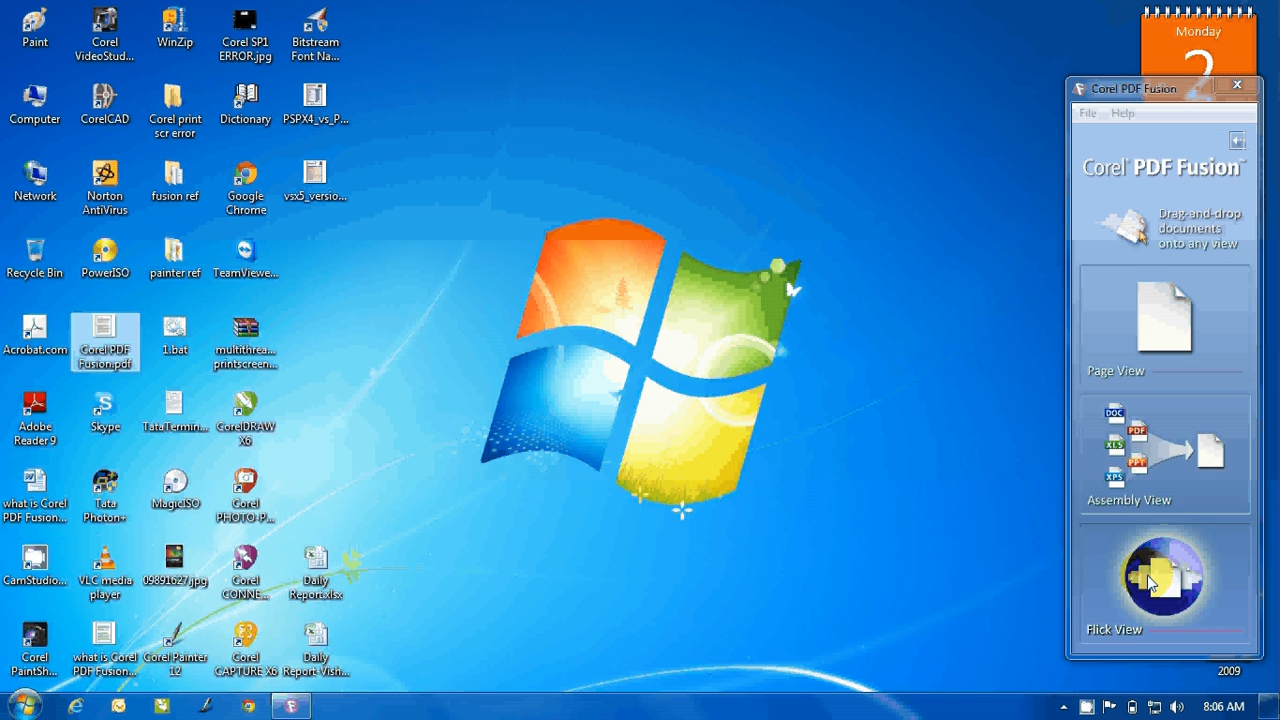 Paint
Corel
VideoStud...
WinZip
Corel SP1
ERROR.jpg
Bitstream
Font Na...
Computer
CorelCAD
Corel print
scr error
Dictionary
PSPX4_vs_P...
Network
Norton
AntiVirus
fusion ref
Google
Chrome
vsx5_versio...
Recycle Bin
PowerISO
painter ref
TeamViewe...
Acrobat.com
Corel PDF
Fusion.pdf
1.bat
multithrea...
printscreen...
Adobe
Reader 9
Skype
TataTermin...
CorelDRAW
X6
what is Corel
PDF Fusion...
Tata
Photon+
MagicISO
Corel
PHOTO-P...
CamStudio...
VLC media
player
09891627.jpg
Corel
CONNE...
Daily
Report.xlsx
Corel
PaintSh...
what is Corel
PDF Fusion...
Corel Painter
12
Corel
CAPTURE X6
Daily
Report-Vish...
Monday
2
Corel PDF Fusion
File Help
Corel® PDF Fusion™
Drag-and-drop
documents
onto any view
Page View
DOC
PDF
XLS
PPT
XPS
Assembly View
Flick View
2009
8:06 AM